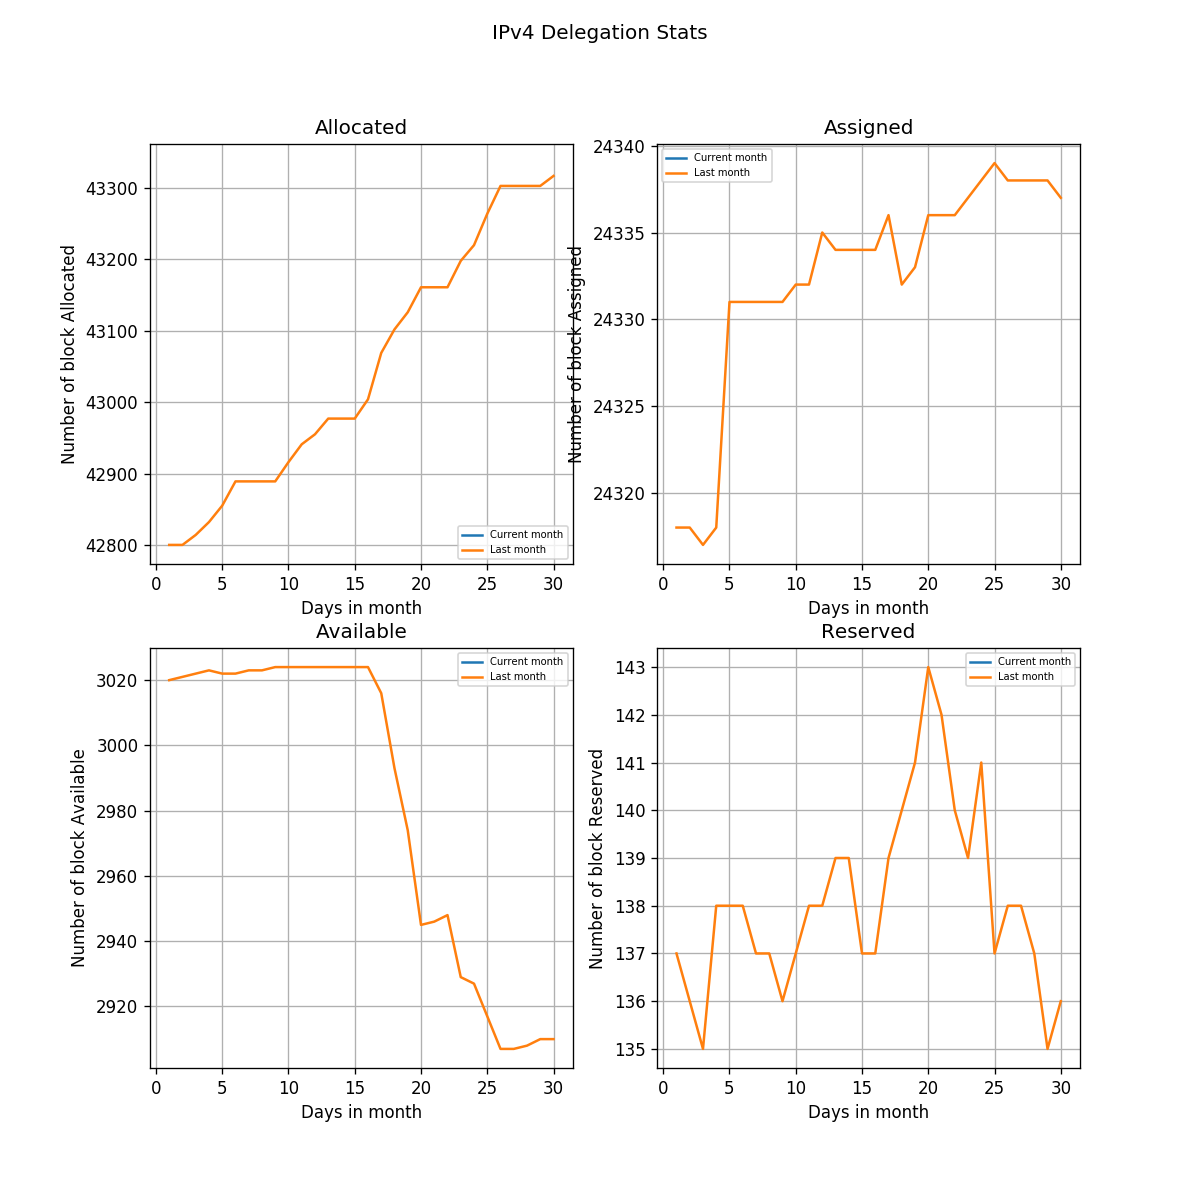 IPv4 Delegation Stats
Allocated
Number of block Allocated
43300
43200
43100
43000
42900
42800
0 5 10 15 20 25 30
Days in month
Current month
Last month
Assigned
Number of block Assigned
24340
24335
24330
24325
24320
0 5 10 15 20 25 30
Days in month
Current month
Last month
Available
Number of block Available
3020
3000
2980
2960
2940
2920
0 5 10 15 20 25 30
Days in month
Current month
Last month
Reserved
Number of block Reserved
143
142
141
140
139
138
137
136
135
0 5 10 15 20 25 30
Days in month
Current month
Last month